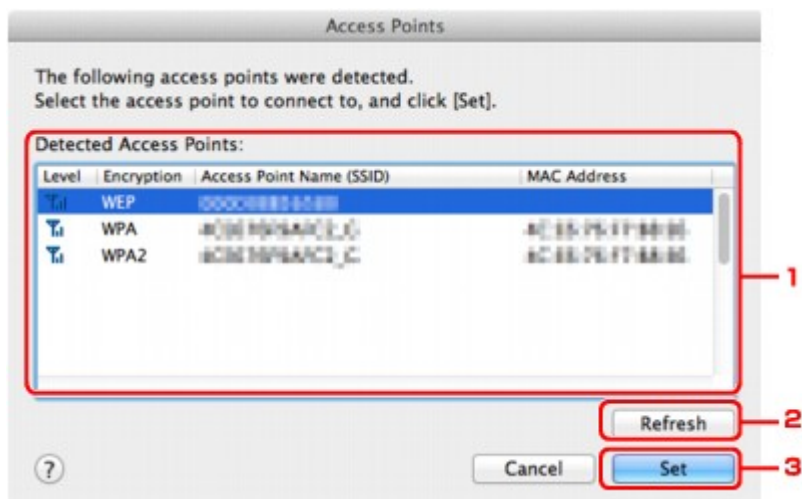 Access Points
The following access points were detected.
Select the access point to connect to, and click [Set].
Detected Access Points:
Level Encryption Access Point Name (SSID) MAC Address
WEP
WPA
WPA2
1
Refresh
2
?
Cancel
Set
3